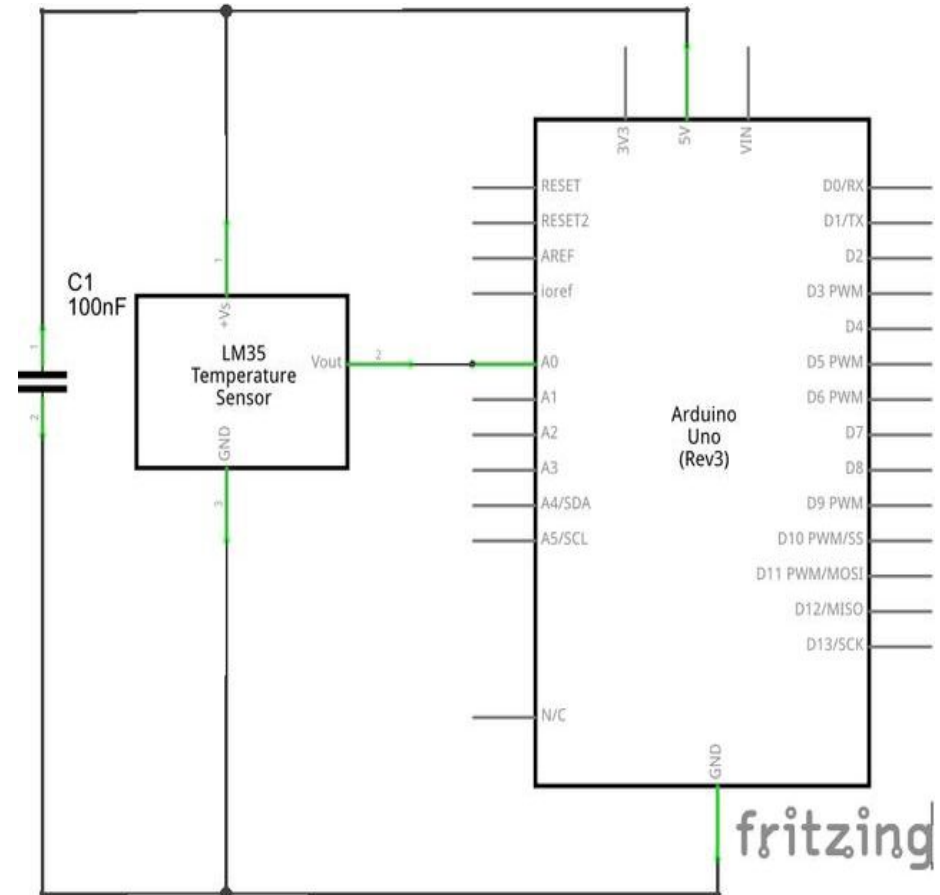 3V3
5V
VIN
RESET
RESET2
AREF
ioref
A0
A1
A2
A3
A4/SDA
A5/SCL
N/C
D0/RX
D1/TX
D2
D3 PWM
D4
D5 PWM
D6 PWM
D7
D8
D9 PWM
D10 PWM/SS
D11 PWM/MOSI
D12/MISO
D13/SCK
Arduino
Uno
(Rev3)
GND
C1
100nF
1
2
1
+Vs
LM35
Temperature
Sensor
Vout
2
GND
3
fritzing